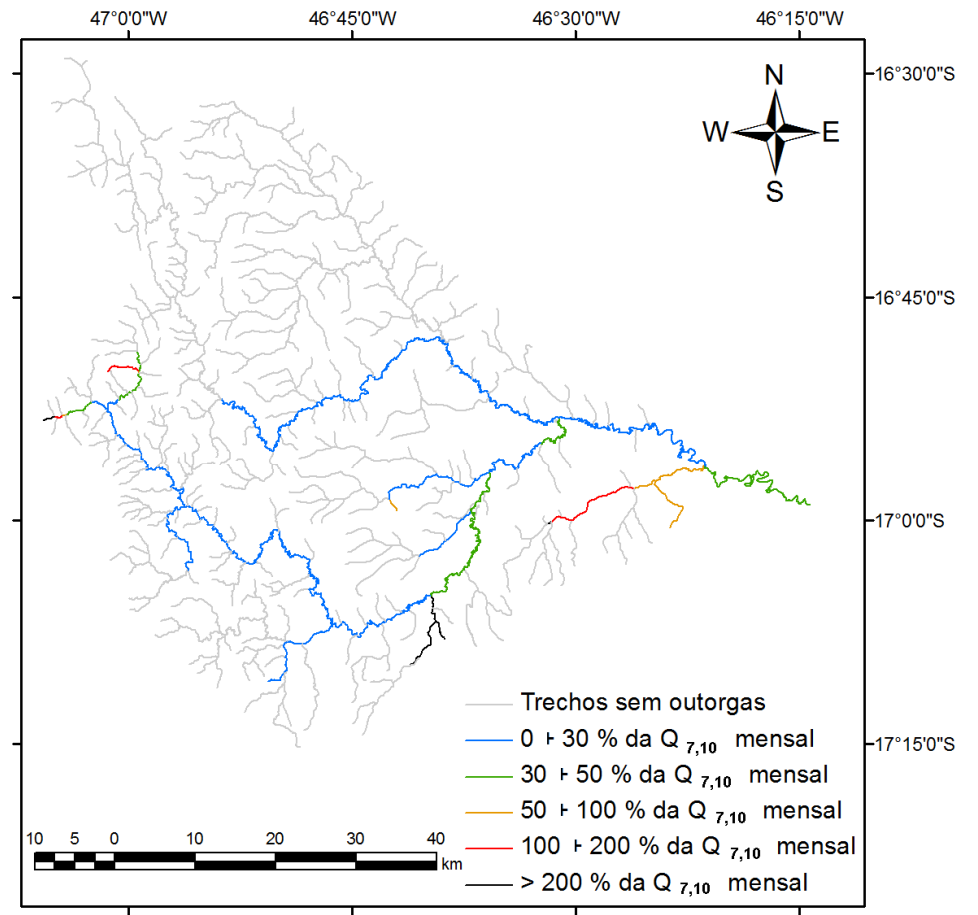 47°00'W 46°45'0"W 46°30'0"W 46°15'0"W
16°30'0"S
N
W E
S
16°45'0"S
17°0'0"S
Trechos sem outorgas
0 Ⱶ 30 % da Q 7,10 mensal
17°15'0"S
30 Ⱶ 50 % da Q 7,10 mensal
50 Ⱶ 100 % da Q 7,10 mensal
100 Ⱶ 200 % da Q 7,10 mensal
> 200 % da Q 7,10 mensal
10 5 0 10 20 30 40
km